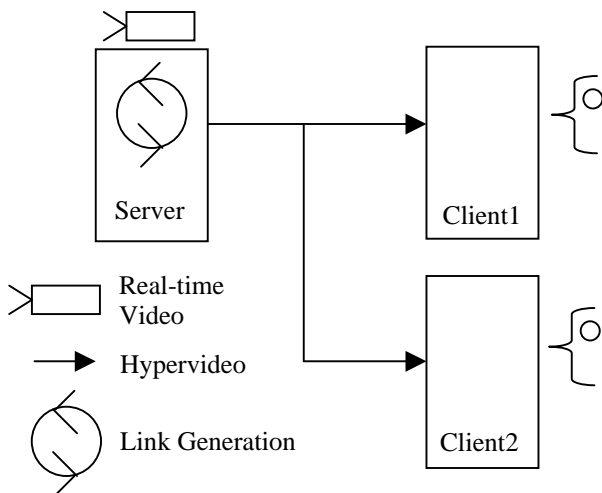 Server
Client1
Real-time
Video
Hypervideo
Link Generation
Client2